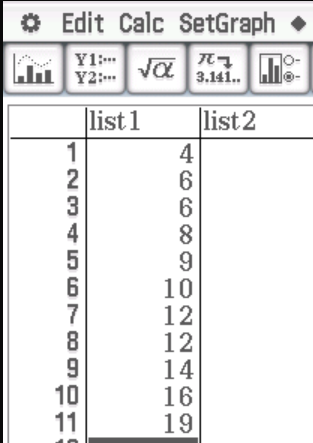 Edit Calc SetGraph
Y1:··· √α π
Y2:··· 3.141..
list1 list2
1 4
2 6
3 6
4 8
5 9
6 10
7 12
8 12
9 14
10 16
11 19